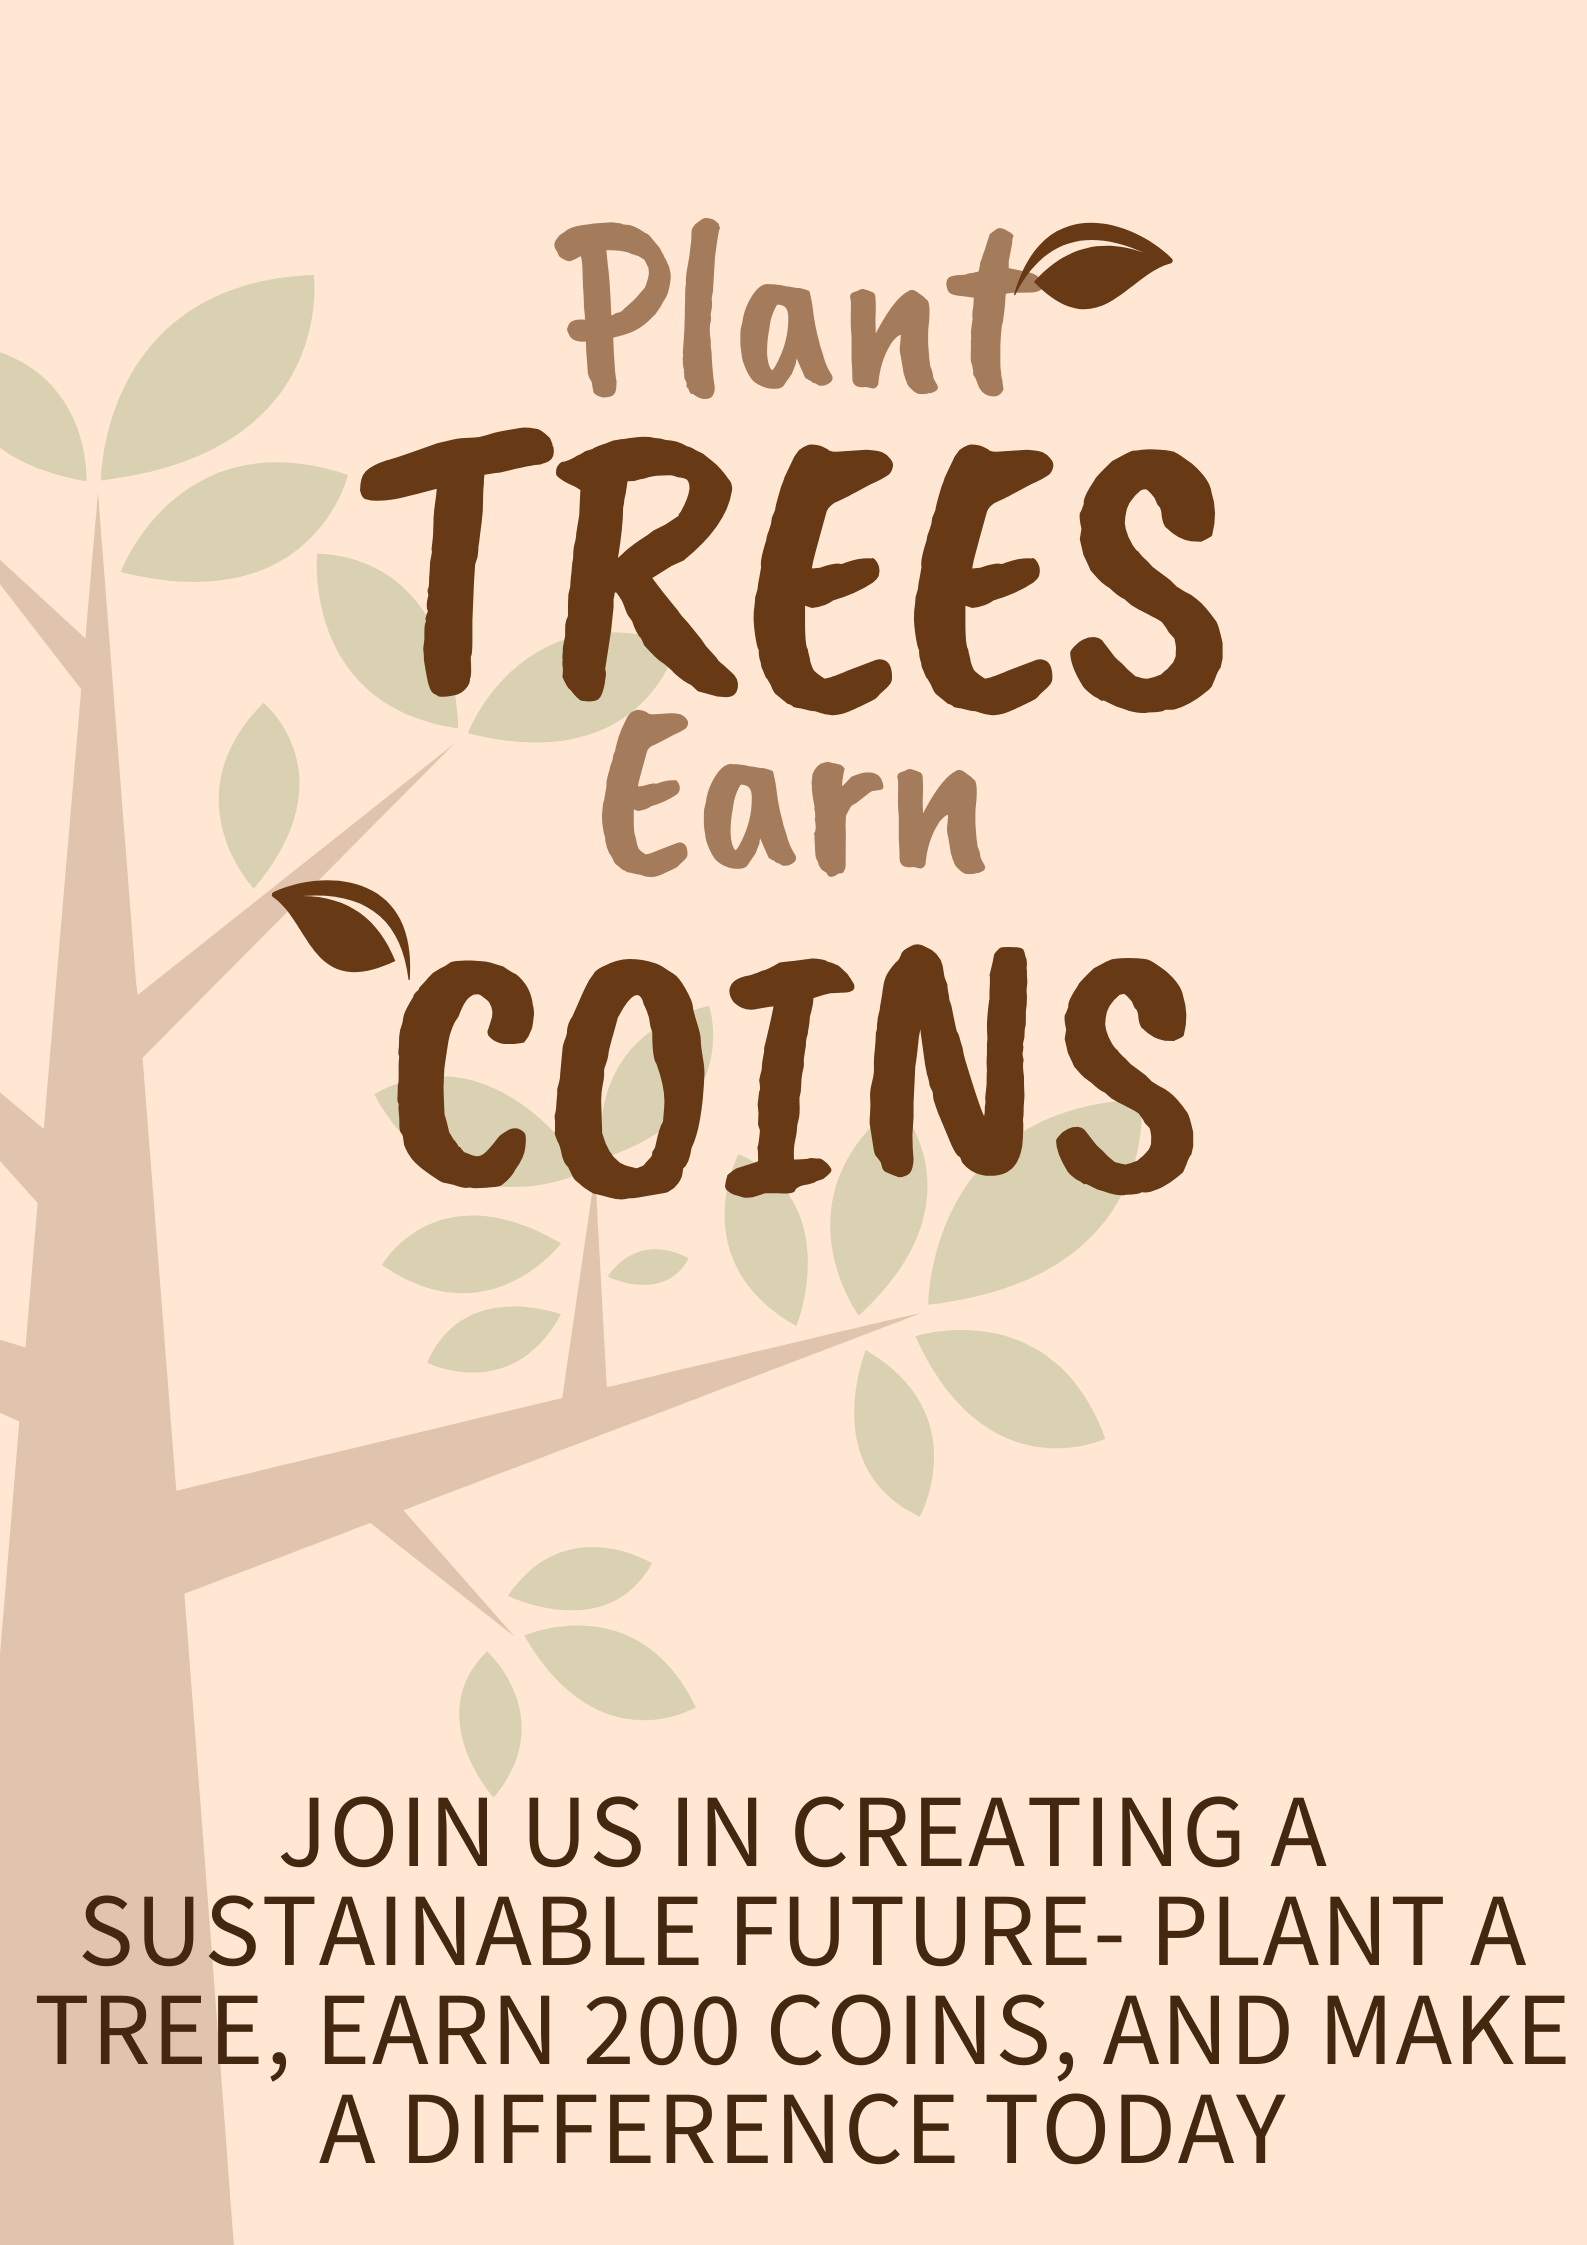 Plant
TREES
Earn
COINS
JOIN US IN CREATING A
SUSTAINABLE FUTURE- PLANT A
TREE, EARN 200 COINS, AND MAKE
A DIFFERENCE TODAY